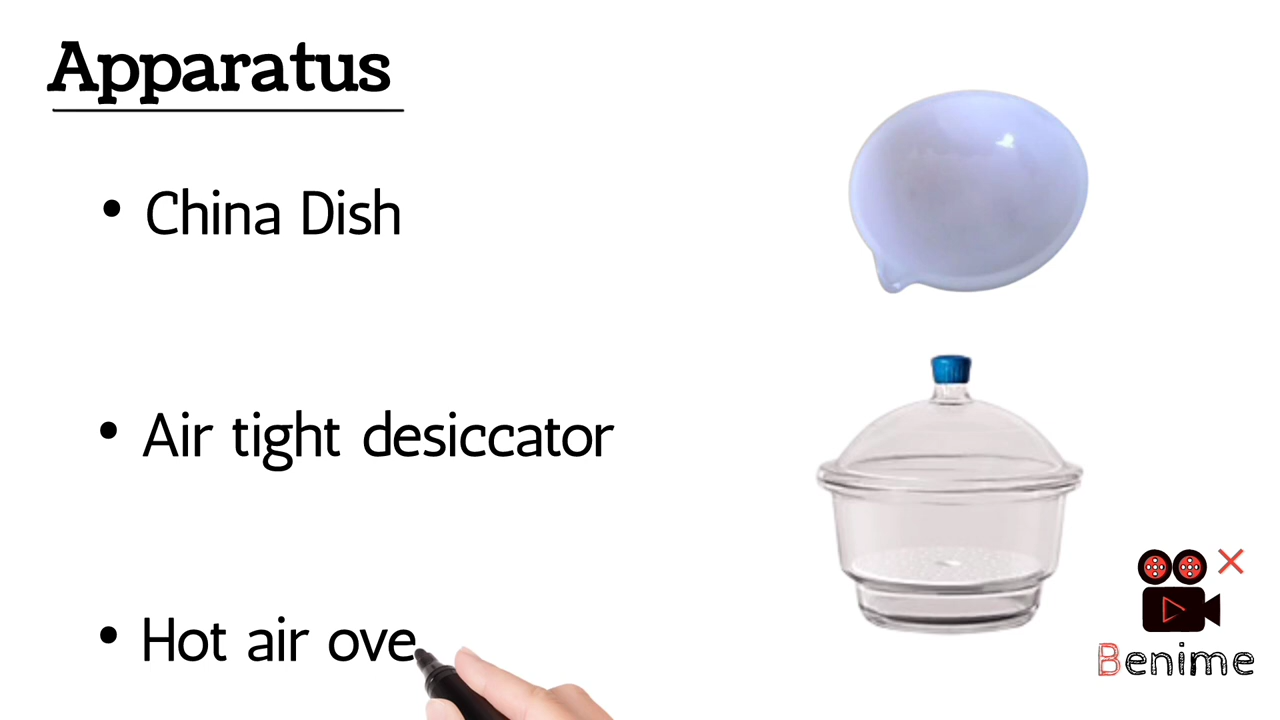 Apparatus
• China Dish
• Air tight desiccator
• Hot air ove
Benime